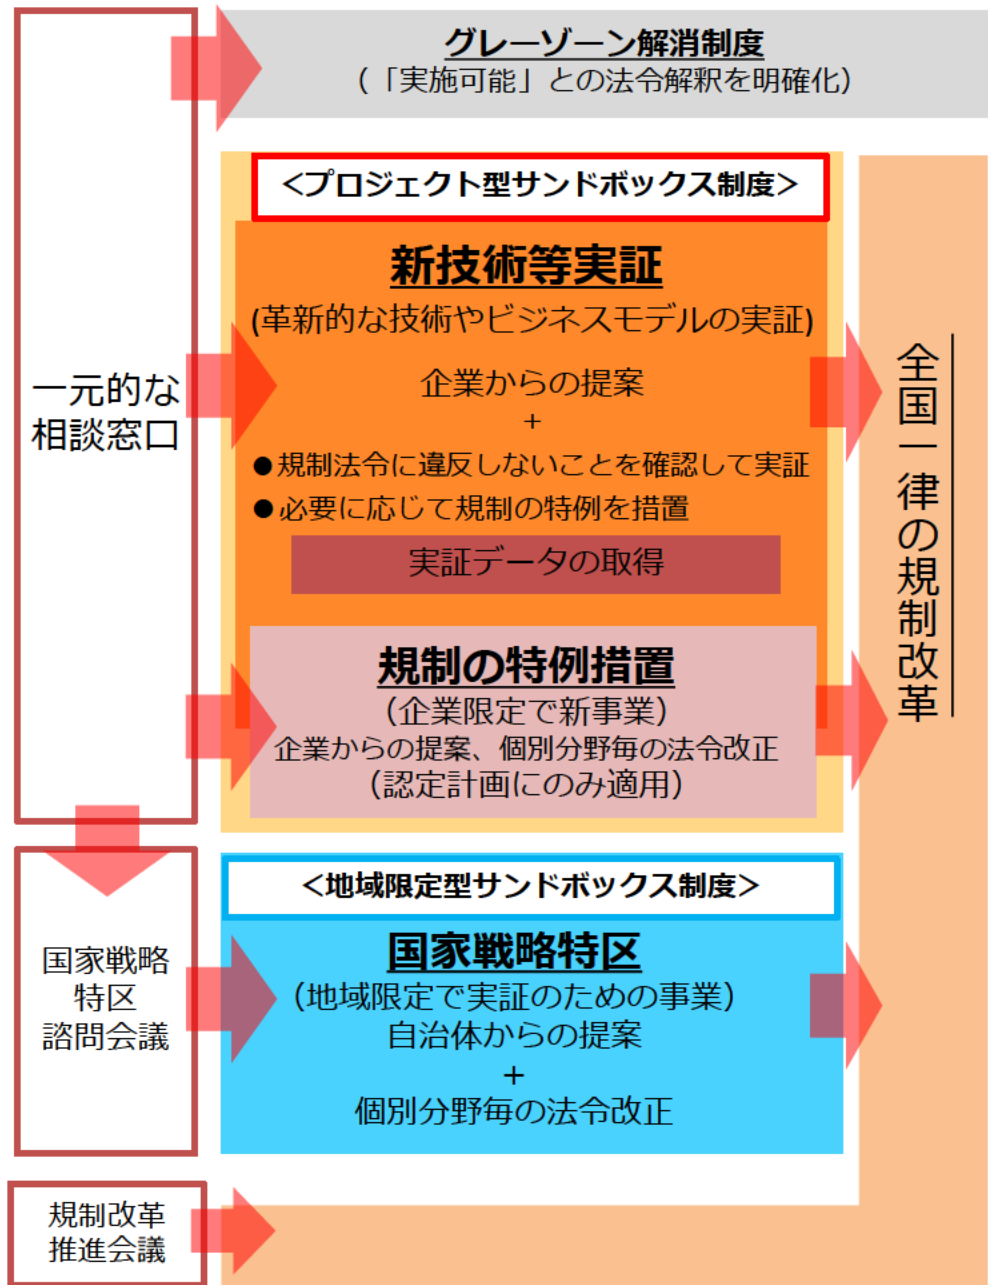 グレーゾーン解消制度
（「実施可能」との法令解釈を明確化）
一元的な
相談窓口
＜プロジェクト型サンドボックス制度＞
新技術等実証
(革新的な技術やビジネスモデルの実証)
企業からの提案
+
●規制法令に違反しないことを確認して実証
●必要に応じて規制の特例を措置
実証データの取得
規制の特例措置
（企業限定で新事業）
企業からの提案、個別分野毎の法令改正
（認定計画にのみ適用）
全国一律の規制改革
国家戦略
特区
諮問会議
＜地域限定型サンドボックス制度＞
国家戦略特区
（地域限定で実証のための事業）
自治体からの提案
+
個別分野毎の法令改正
規制改革
推進会議